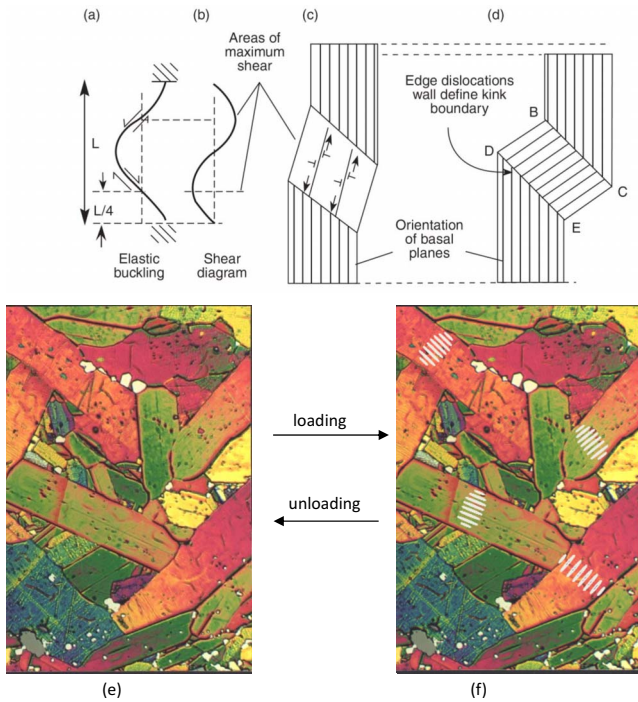 (a)
(b)
(c)
(d)
Areas of
maximum
shear
Edge dislocations
wall define kink
boundary
B
D
C
E
L
L/4
Orientation
of basal
planes
Elastic
buckling
Shear
diagram
loading
unloading
(e)
(f)